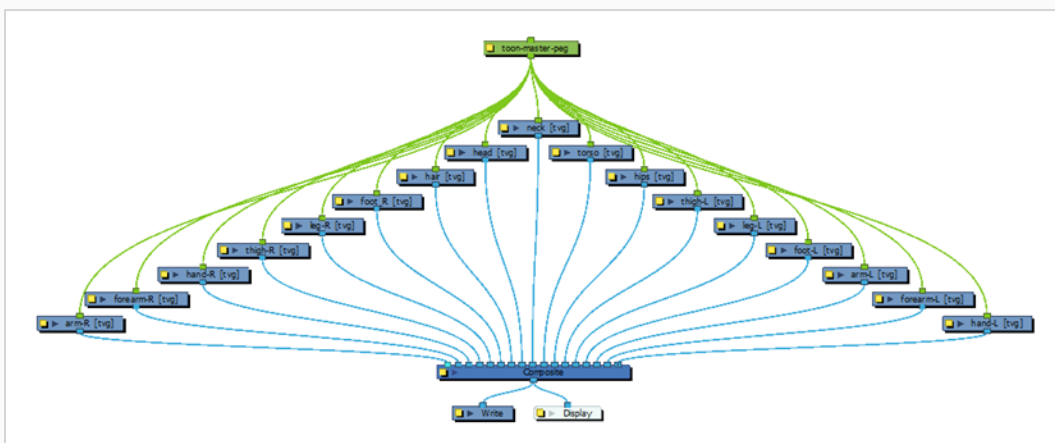 toon-master-peg
neck [tvg]
head [tvg]
torso [tvg]
hair [tvg]
hips [tvg]
foot_R [tvg]
thigh-L [tvg]
leg-R [tvg]
leg-L [tvg]
thigh-R [tvg]
foot-L [tvg]
hand-R [tvg]
arm-L [tvg]
forearm-R [tvg]
forearm-L [tvg]
arm-R [tvg]
hand-L [tvg]
Composite
Write
Display